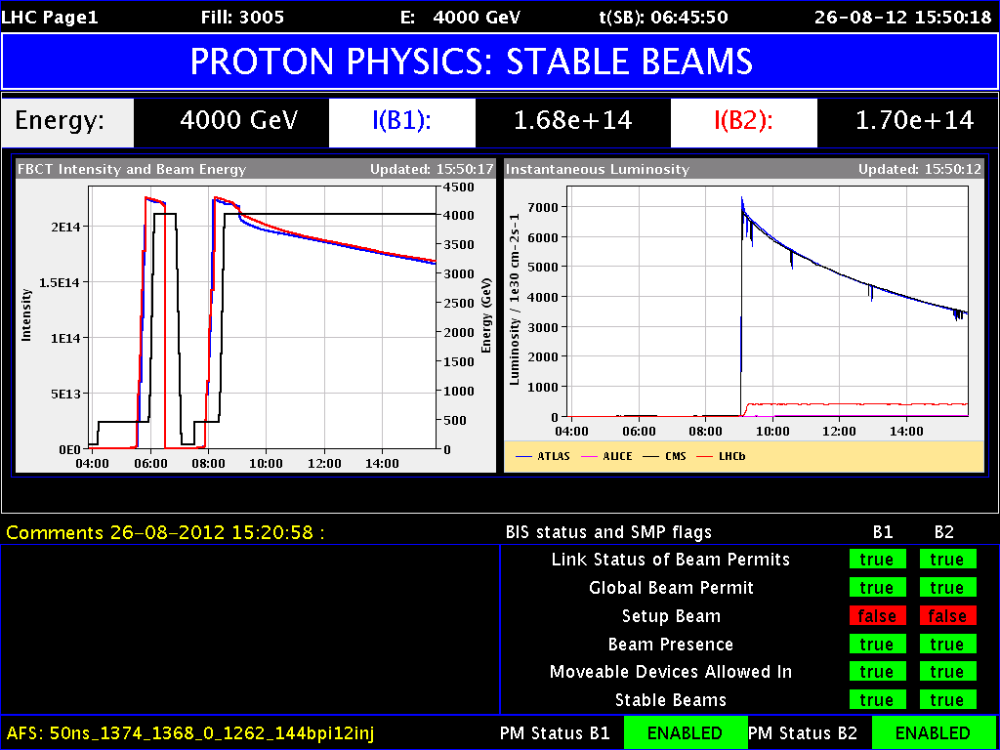 LHC Page1 Fill: 3005 E: 4000 GeV t(SB): 06:45:50 26-08-12 15:50:18
PROTON PHYSICS: STABLE BEAMS
Energy: 4000 GeV I(B1): 1.68e+14 I(B2): 1.70e+14
FBCT Intensity and Beam Energy Updated: 15:50:17
Intensity
2E14
1.5E14
1E14
5E13
0E0
4500
4000
3500
3000
2500
2000
1500
1000
500
0
Energy (GeV)
04:00 06:00 08:00 10:00 12:00 14:00
Instantaneous Luminosity Updated: 15:50:12
Luminosity / 1e30 cm-2s-1
7000
6000
5000
4000
3000
2000
1000
0
04:00 06:00 08:00 10:00 12:00 14:00
ATLAS ALICE CMS LHCb
Comments 26-08-2012 15:20:58 :
BIS status and SMP flags B1 B2
Link Status of Beam Permits true true
Global Beam Permit true true
Setup Beam false false
Beam Presence true true
Moveable Devices Allowed In true true
Stable Beams true true
AFS: 50ns_1374_1368_0_1262_144bpi12inj PM Status B1 ENABLED PM Status B2 ENABLED